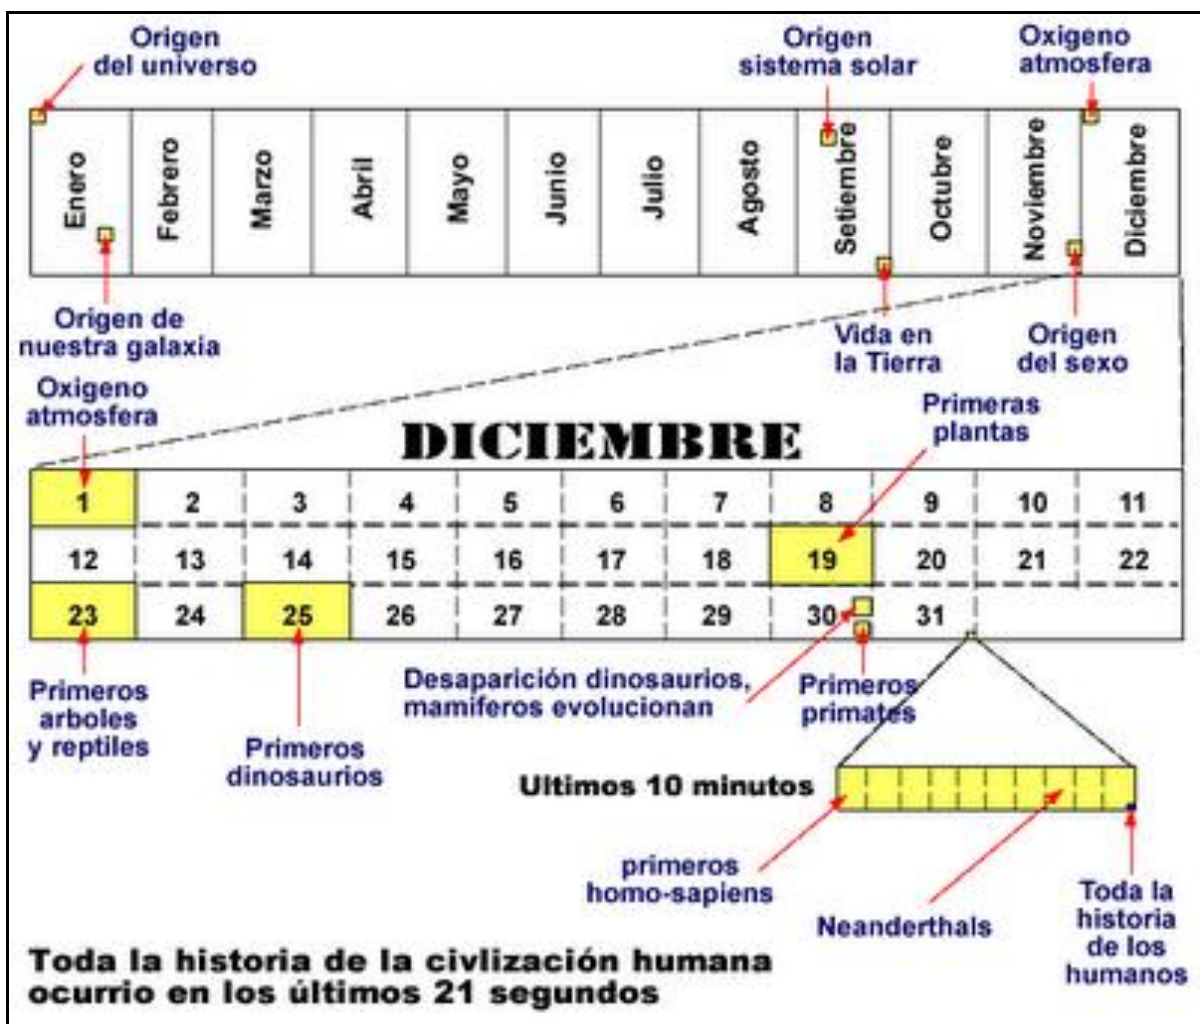 Origen
del universo
Origen
sistema solar
Oxigeno
atmosfera
Enero
Febrero
Marzo
Abril
Mayo
Junio
Julio
Agosto
Setiembre
Octubre
Noviembre
Diciembre
Origen de
nuestra galaxia
Vida en
la Tierra
Origen
del sexo
Oxigeno
atmosfera
Primeras
plantas
DICIEMBRE
1 2 3 4 5 6 7 8 9 10 11
12 13 14 15 16 17 18 19 20 21 22
23 24 25 26 27 28 29 30 31
Primeros
arboles
y reptiles
Primeros
dinosaurios
Desaparición dinosaurios,
mamiferos evolucionan
Primeros
primates
Ultimos 10 minutos
primeros
homo-sapiens
Neanderthals
Toda la
historia
de los
humanos
Toda la historia de la civlización humana
ocurrio en los últimos 21 segundos